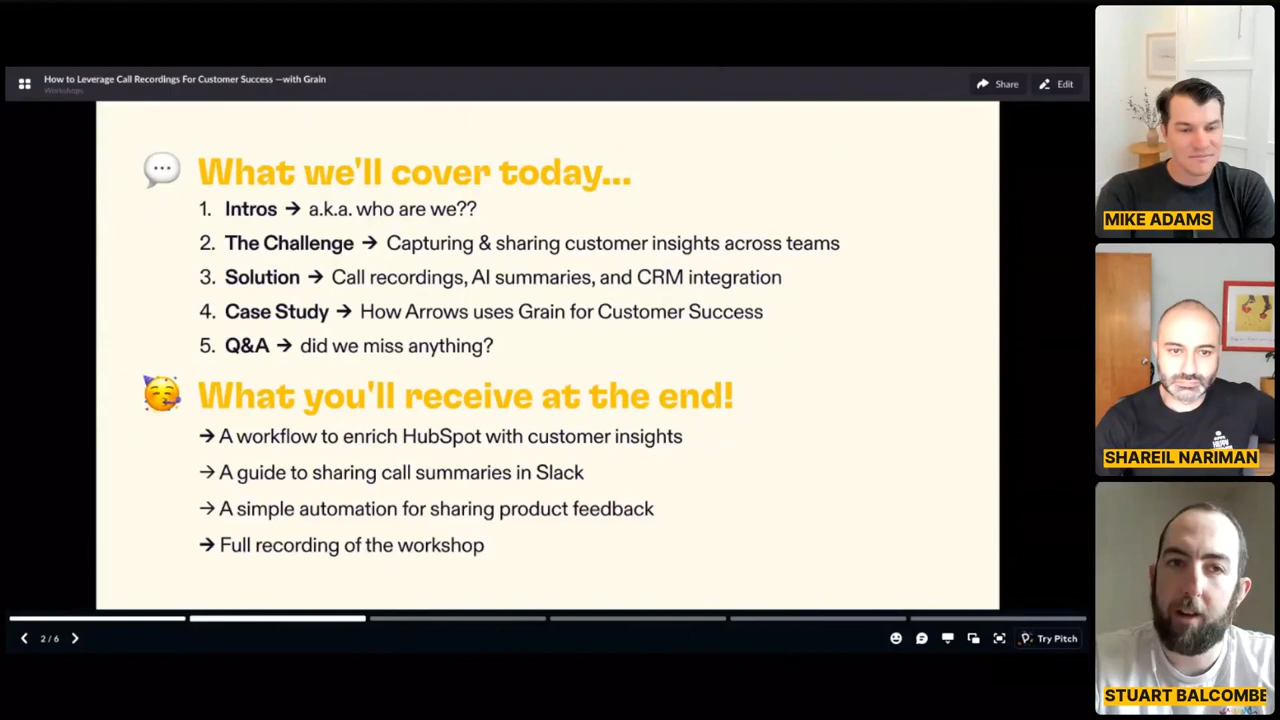 How to Leverage Call Recordings For Customer Success —with Grain
Workshops
Share
Edit
What we'll cover today...
1. Intros → a.k.a. who are we??
2. The Challenge → Capturing & sharing customer insights across teams
3. Solution → Call recordings, AI summaries, and CRM integration
4. Case Study → How Arrows uses Grain for Customer Success
5. Q&A → did we miss anything?
What you'll receive at the end!
→ A workflow to enrich HubSpot with customer insights
→ A guide to sharing call summaries in Slack
→ A simple automation for sharing product feedback
→ Full recording of the workshop
2 / 6
Try Pitch
MIKE ADAMS
SHAREIL NARIMAN
STUART BALCOMBE